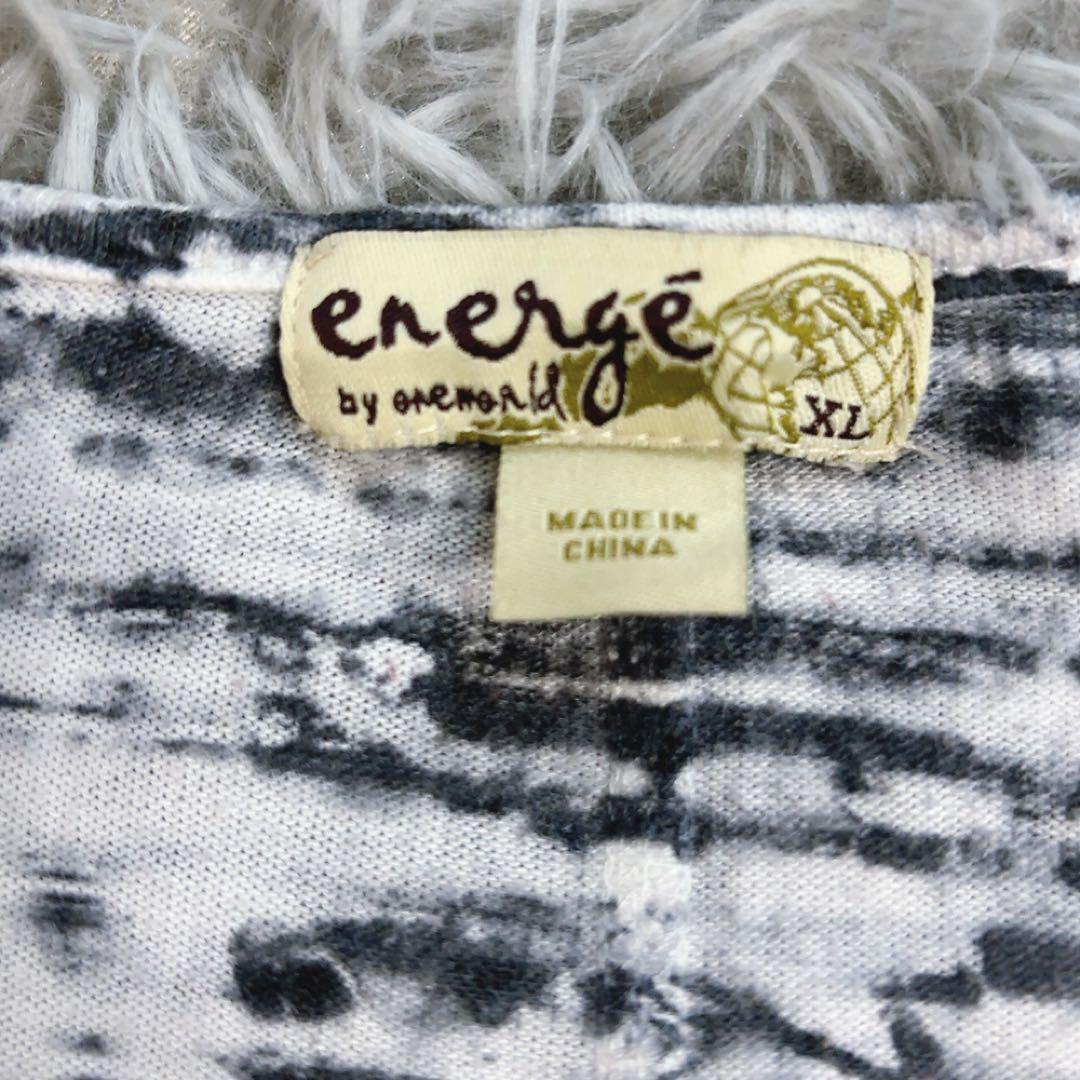 energé
by oneworld
XL
MADE IN
CHINA